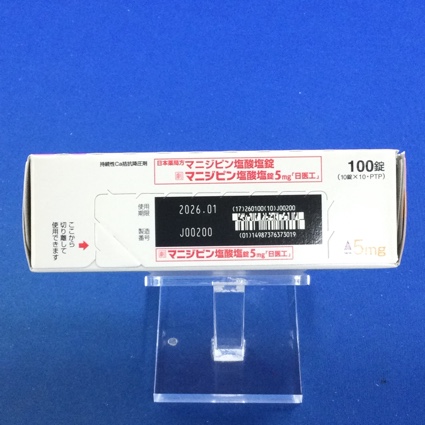 持続性Ca拮抗降圧剤
日本薬局方 マニジピン塩酸塩錠
マニジピン塩酸塩錠5mg「日医工」
100錠
(10錠×10・PTP)
使用
期限
2026.01
(17)260100(10)J00200
(01)14987376373019
製造
番号
J00200
マニジピン塩酸塩錠5mg「日医工」
5mg
ここから
切り離して
使用できます